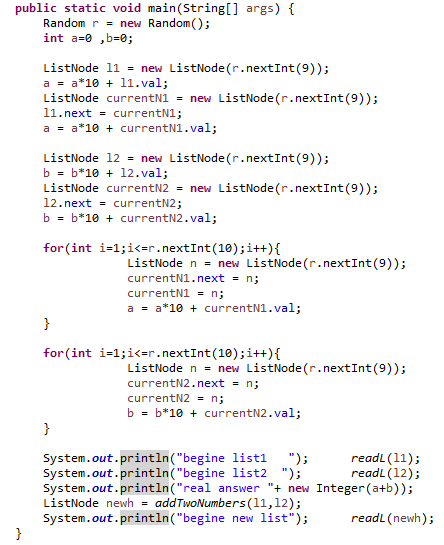 public static void main(String[] args) {
Random r = new Random();
int a=0 ,b=0;
ListNode l1 = new ListNode(r.nextInt(9));
a = a*10 + l1.val;
ListNode currentN1 = new ListNode(r.nextInt(9));
l1.next = currentN1;
a = a*10 + currentN1.val;
ListNode l2 = new ListNode(r.nextInt(9));
b = b*10 + l2.val;
ListNode currentN2 = new ListNode(r.nextInt(9));
l2.next = currentN2;
b = b*10 + currentN2.val;
for(int i=1;i<=r.nextInt(10);i++){
ListNode n = new ListNode(r.nextInt(9));
currentN1.next = n;
currentN1 = n;
a = a*10 + currentN1.val;
}
for(int i=1;i<=r.nextInt(10);i++){
ListNode n = new ListNode(r.nextInt(9));
currentN2.next = n;
currentN2 = n;
b = b*10 + currentN2.val;
}
System.out.println("begine list1   ");      readL(l1);
System.out.println("begine list2  ");       readL(l2);
System.out.println("real answer "+ new Integer(a+b));
ListNode newh = addTwoNumbers(l1,l2);
System.out.println("begine new list");      readL(newh);
}